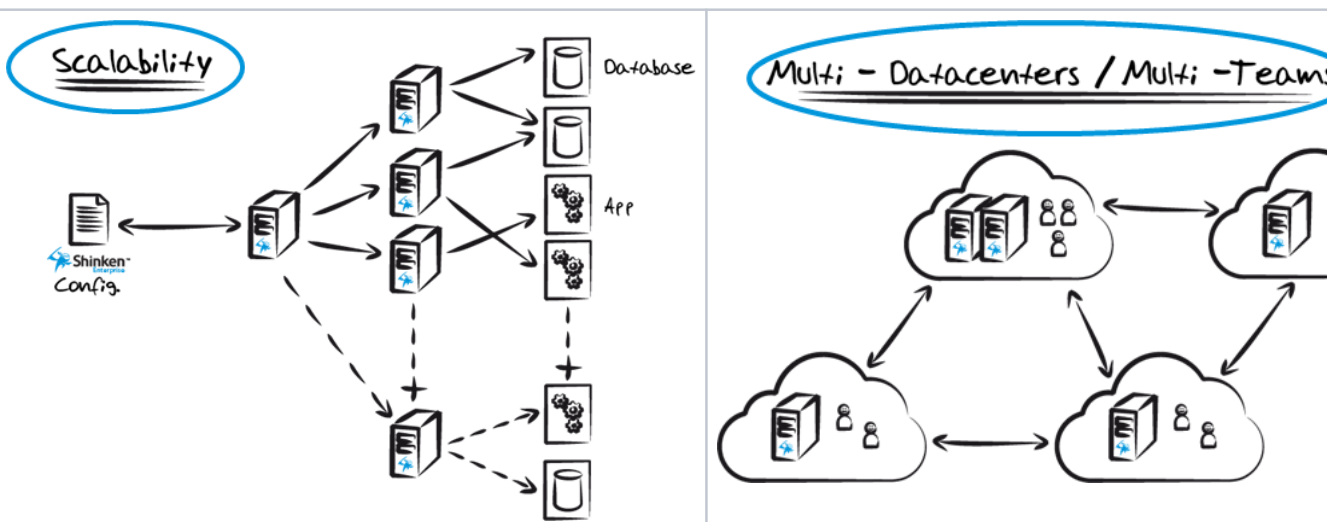 Scalability
Database
App
Shinken
Enterprise
Config.
Multi - Datacenters / Multi - Teams